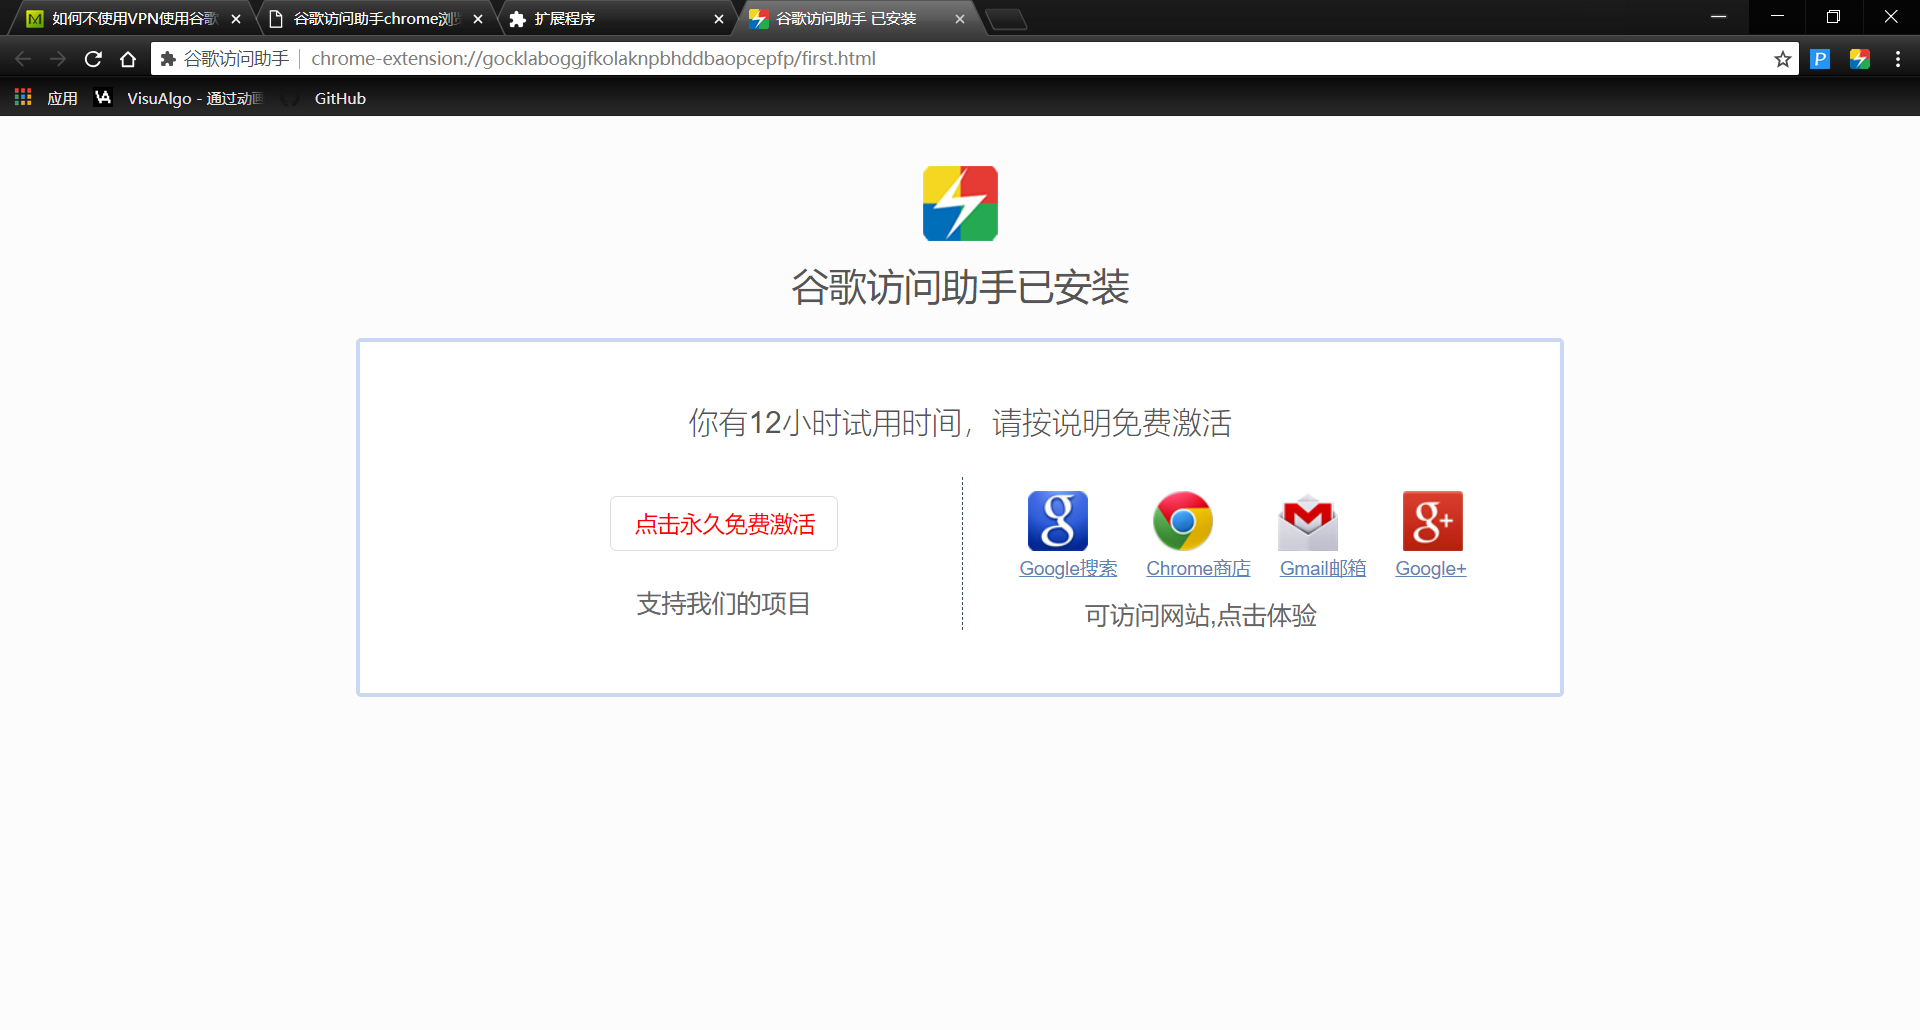 如何不使用VPN使用谷歌
谷歌访问助手chrome浏
扩展程序
谷歌访问助手 已安装
谷歌访问助手 chrome-extension://gocklaboggjfkolaknpbhddbaopcepfp/first.html
应用 VisuAlgo - 通过动画 GitHub
谷歌访问助手已安装
你有12小时试用时间，请按说明免费激活
点击永久免费激活
支持我们的项目
Google搜索 Chrome商店 Gmail邮箱 Google+
可访问网站,点击体验